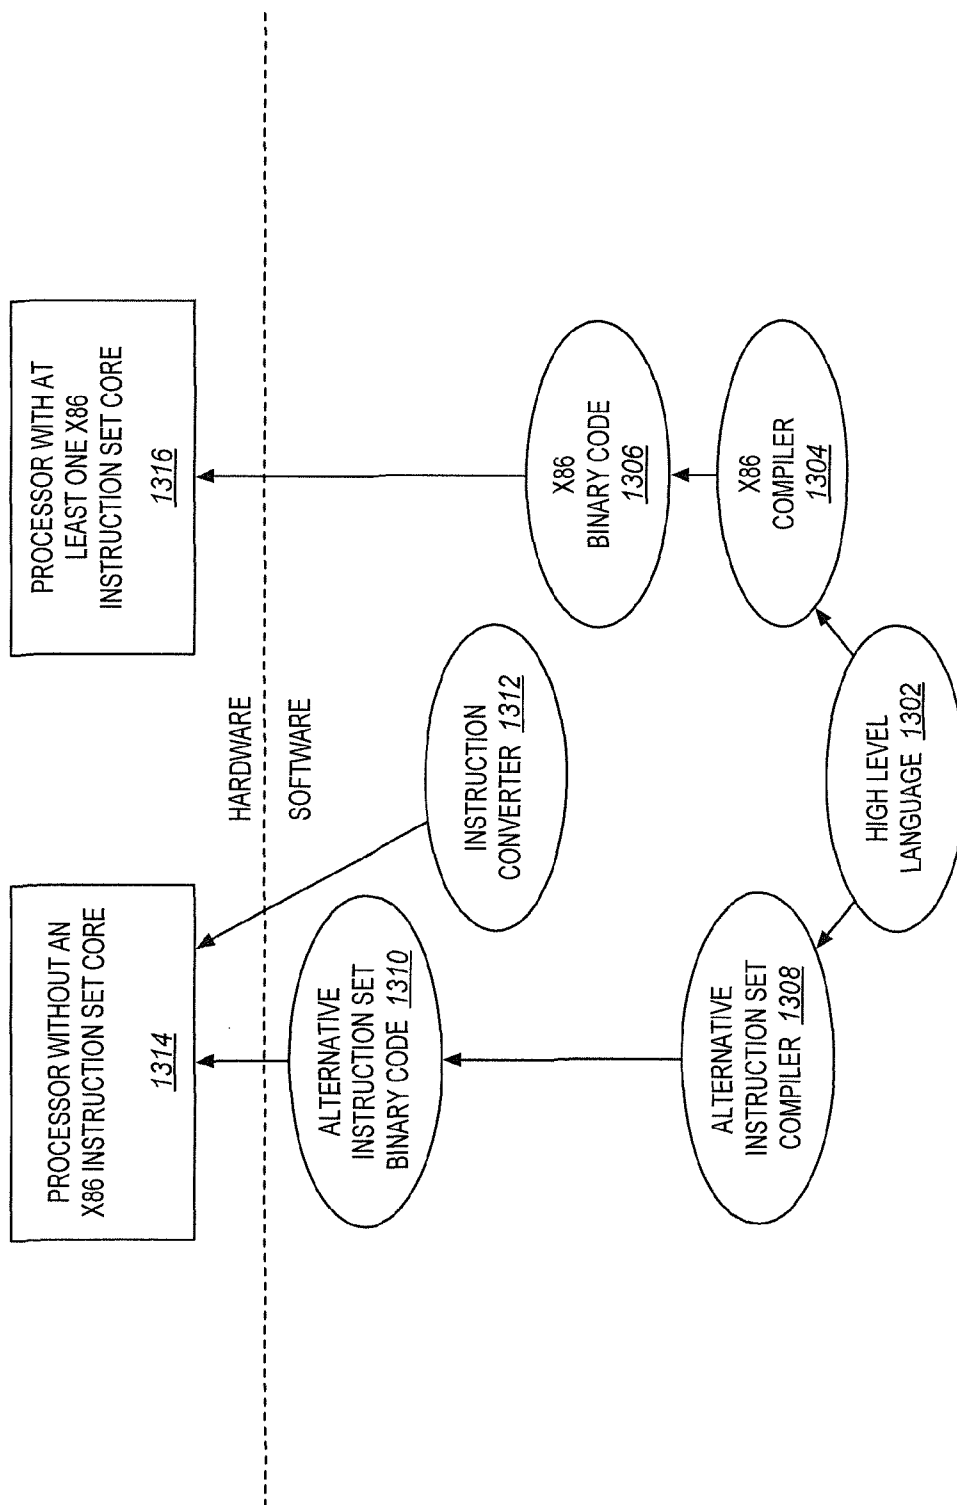 PROCESSOR WITHOUT AN
X86 INSTRUCTION SET CORE
1314
PROCESSOR WITH AT
LEAST ONE X86
INSTRUCTION SET CORE
1316
HARDWARE
SOFTWARE
ALTERNATIVE
INSTRUCTION SET
BINARY CODE 1310
INSTRUCTION
CONVERTER 1312
X86
BINARY CODE
1306
ALTERNATIVE
INSTRUCTION SET
COMPILER 1308
X86
COMPILER
1304
HIGH LEVEL
LANGUAGE 1302